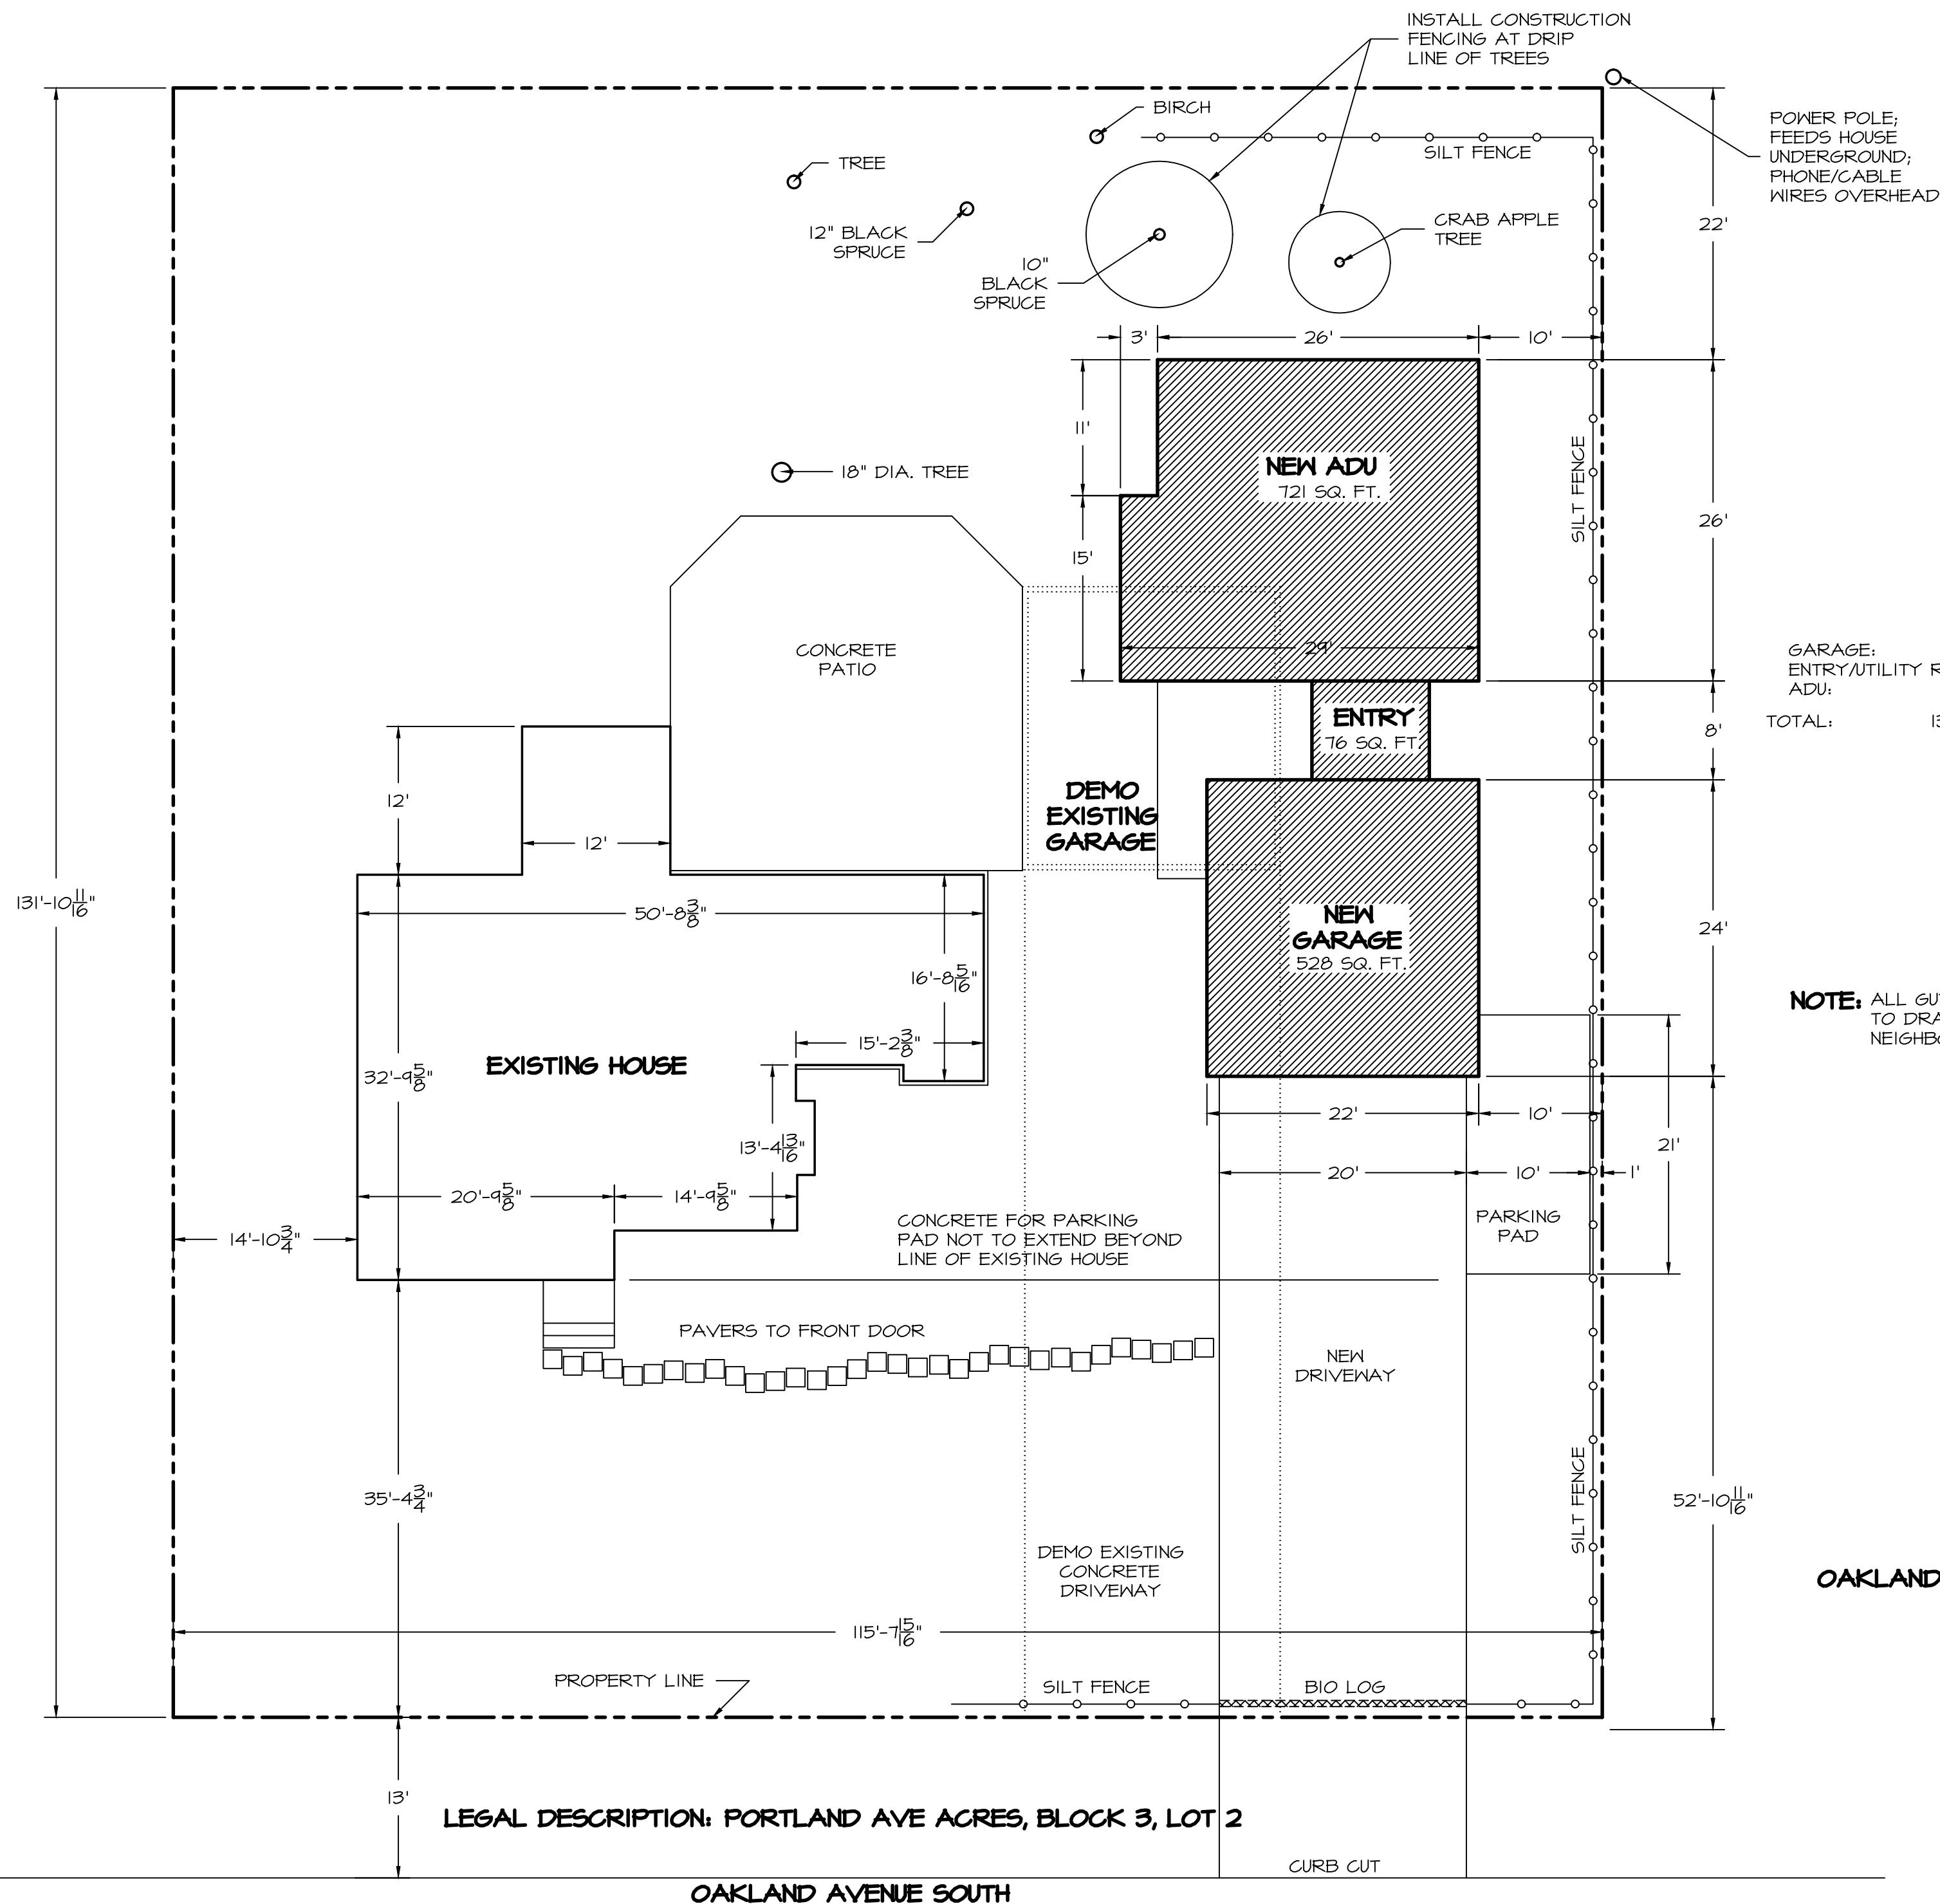 INSTALL CONSTRUCTION
FENCING AT DRIP
LINE OF TREES
BIRCH
POWER POLE;
FEEDS HOUSE
UNDERGROUND;
PHONE/CABLE
WIRES OVERHEAD
SILT FENCE
TREE
12" BLACK
SPRUCE
CRAB APPLE
TREE
22'
10"
BLACK
SPRUCE
3'
26'
10'
11'
NEW ADU
721 SQ. FT.
18" DIA. TREE
SILT FENCE
26'
15'
CONCRETE
PATIO
29'
GARAGE:
ENTRY/UTILITY R
ADU:
TOTAL:
13
ENTRY
76 SQ. FT.
8'
12'
DEMO
EXISTING
GARAGE
12'
50'-8 3/8"
131'-10 11/16"
NEW
GARAGE
528 SQ. FT.
24'
16'-8 5/16"
NOTE: ALL GU
TO DRA
NEIGHBO
15'-2 3/8"
EXISTING HOUSE
32'-9 5/8"
22'
10'
13'-4 13/16"
21'
20'
10'
1'
20'-9 5/8"
14'-9 5/8"
14'-10 3/4"
CONCRETE FOR PARKING
PAD NOT TO EXTEND BEYOND
LINE OF EXISTING HOUSE
PARKING
PAD
PAVERS TO FRONT DOOR
NEW
DRIVEWAY
35'-4 3/4"
SILT FENCE
52'-10 11/16"
DEMO EXISTING
CONCRETE
DRIVEWAY
OAKLAND
115'-7 15/16"
PROPERTY LINE
SILT FENCE
BIO LOG
13'
LEGAL DESCRIPTION: PORTLAND AVE ACRES, BLOCK 3, LOT 2
CURB CUT
OAKLAND AVENUE SOUTH